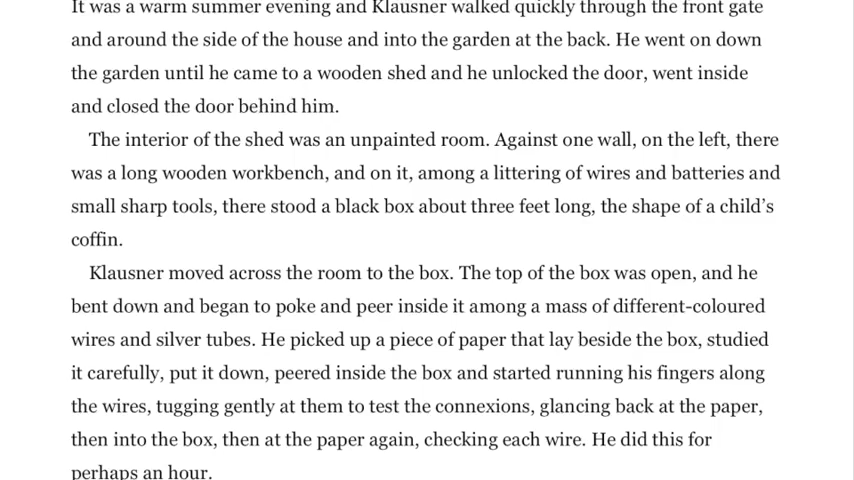 It was a warm summer evening and Klausner walked quickly through the front gate
and around the side of the house and into the garden at the back. He went on down
the garden until he came to a wooden shed and he unlocked the door, went inside
and closed the door behind him.
The interior of the shed was an unpainted room. Against one wall, on the left, there
was a long wooden workbench, and on it, among a littering of wires and batteries and
small sharp tools, there stood a black box about three feet long, the shape of a child’s
coffin.
Klausner moved across the room to the box. The top of the box was open, and he
bent down and began to poke and peer inside it among a mass of different-coloured
wires and silver tubes. He picked up a piece of paper that lay beside the box, studied
it carefully, put it down, peered inside the box and started running his fingers along
the wires, tugging gently at them to test the connexions, glancing back at the paper,
then into the box, then at the paper again, checking each wire. He did this for
perhaps an hour.